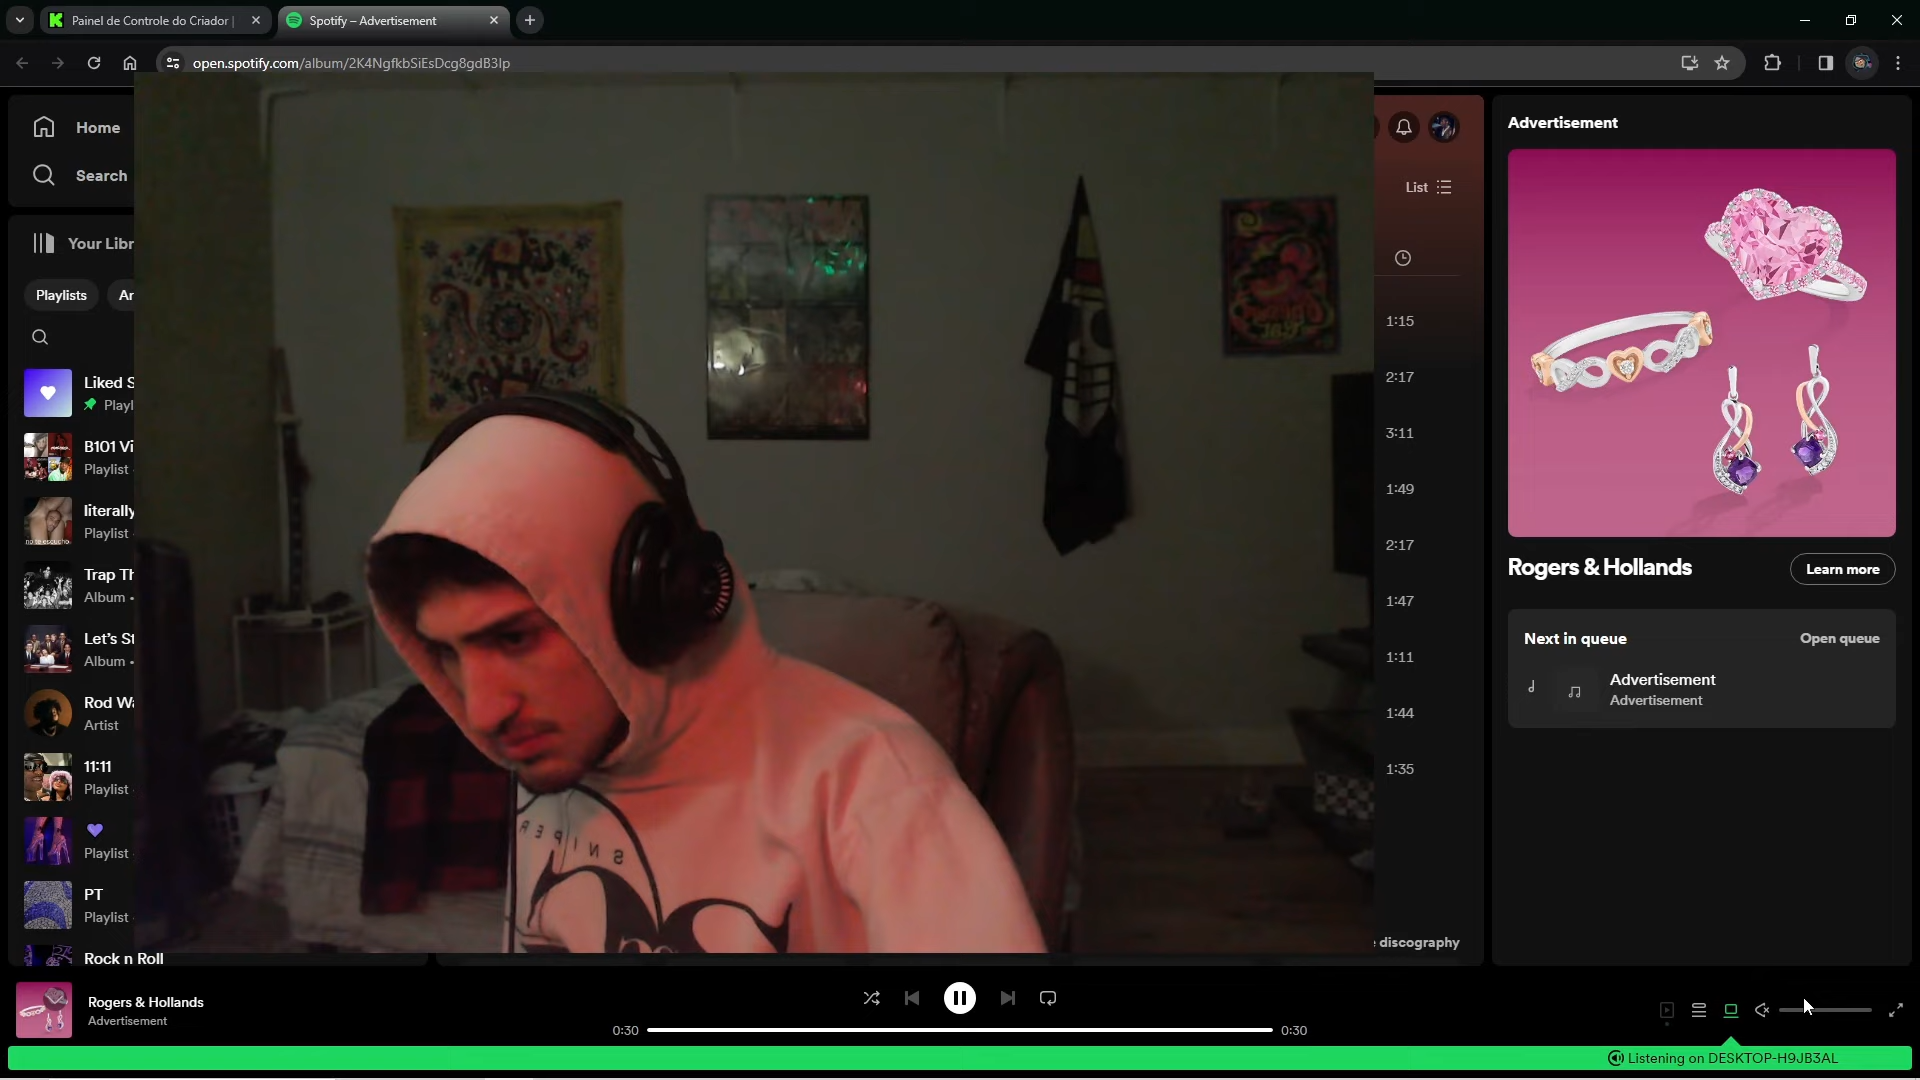 Painel de Controle do Criador |
Spotify – Advertisement
open.spotify.com/album/2K4NgfkbSiEsDcg8gdB3Ip
Home
Search
Your Libr
Playlists
Ar
Liked S
Playl
B101 Vi
Playlist
literally
Playlist
Trap Th
Album •
Let's St
Album •
Rod Wa
Artist
11:11
Playlist
Playlist
PT
Playlist
Rock n Roll
SNIPER
List
1:15
2:17
3:11
1:49
2:17
1:47
1:11
1:44
1:35
discography
Advertisement
Rogers & Hollands
Learn more
Next in queue
Open queue
Advertisement
Advertisement
Rogers & Hollands
Advertisement
0:30
0:30
Listening on DESKTOP-H9JB3AL